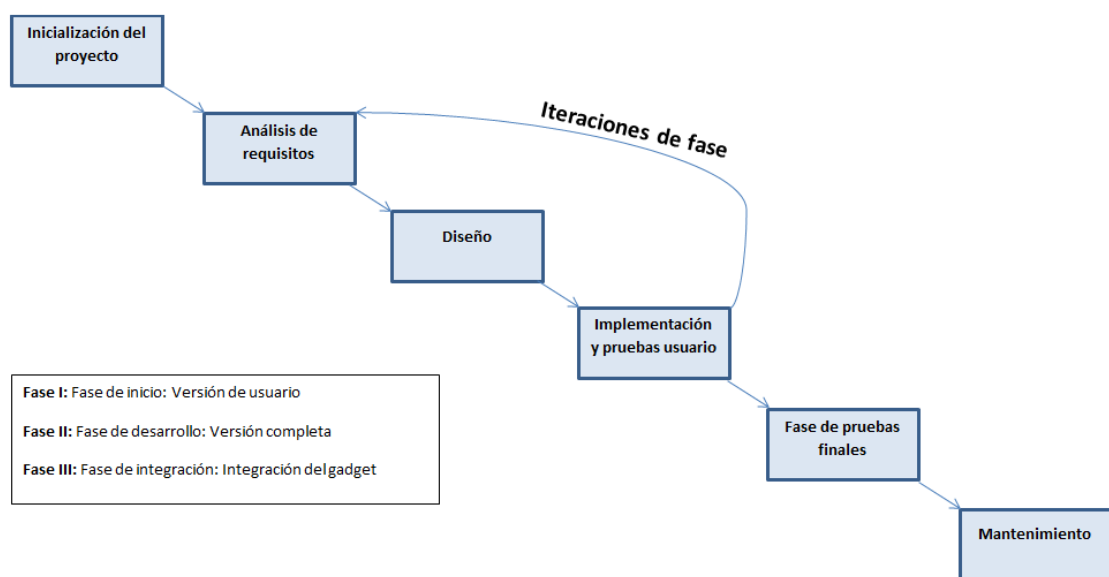 Inicialización del
proyecto
Análisis de
requisitos
Iteraciones de fase
Diseño
Implementación
y pruebas usuario
Fase I: Fase de inicio: Versión de usuario
Fase II: Fase de desarrollo: Versión completa
Fase III: Fase de integración: Integración del gadget
Fase de pruebas
finales
Mantenimiento